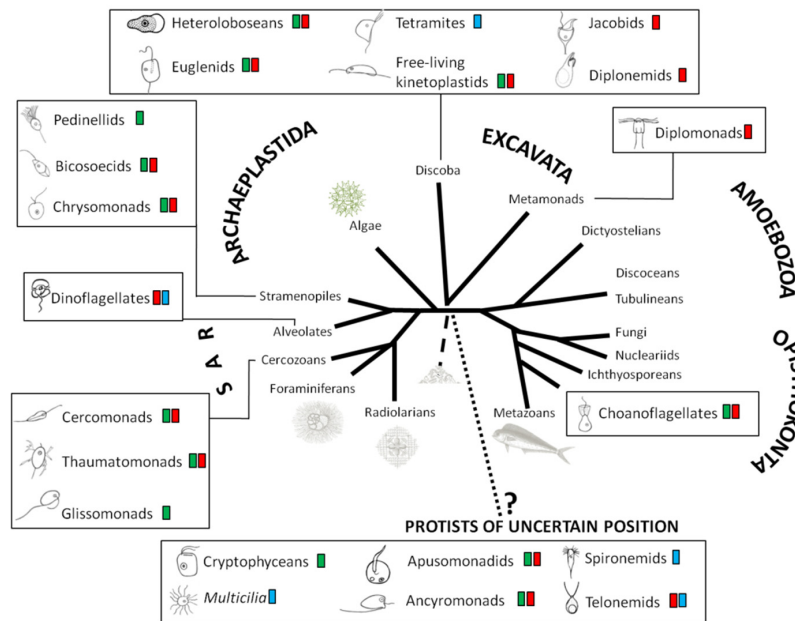 Heteroloboseans
Tetramites
Jacobids
Euglenids
Free-living
kinetoplastids
Diplonemids
Pedinellids
Bicosoecids
Chrysomonads
ARCHAEPLASTIDA
EXCAVATA
Diplomonads
AMOEBOZOA
Discoba
Metamonads
Algae
Dictyostelians
Discoceans
Tubulineans
Dinoflagellates
Stramenopiles
Alveolates
Cercozoans
Foraminiferans
Radiolarians
SAR
Fungi
Nucleariids
Ichthyosporeans
Metazoans
Choanoflagellates
OPISTHOKONTA
Cercomonads
Thaumatomonads
Glissomonads
?
PROTISTS OF UNCERTAIN POSITION
Cryptophyceans
Apusomonadids
Spironemids
Multicilia
Ancyromonads
Telonemids